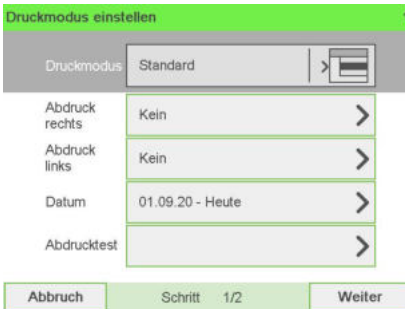 Druckmodus einstellen
Druckmodus Standard
Abdruck rechts Kein
Abdruck links Kein
Datum 01.09.20 - Heute
Abdrucktest
Abbruch Schritt 1/2 Weiter